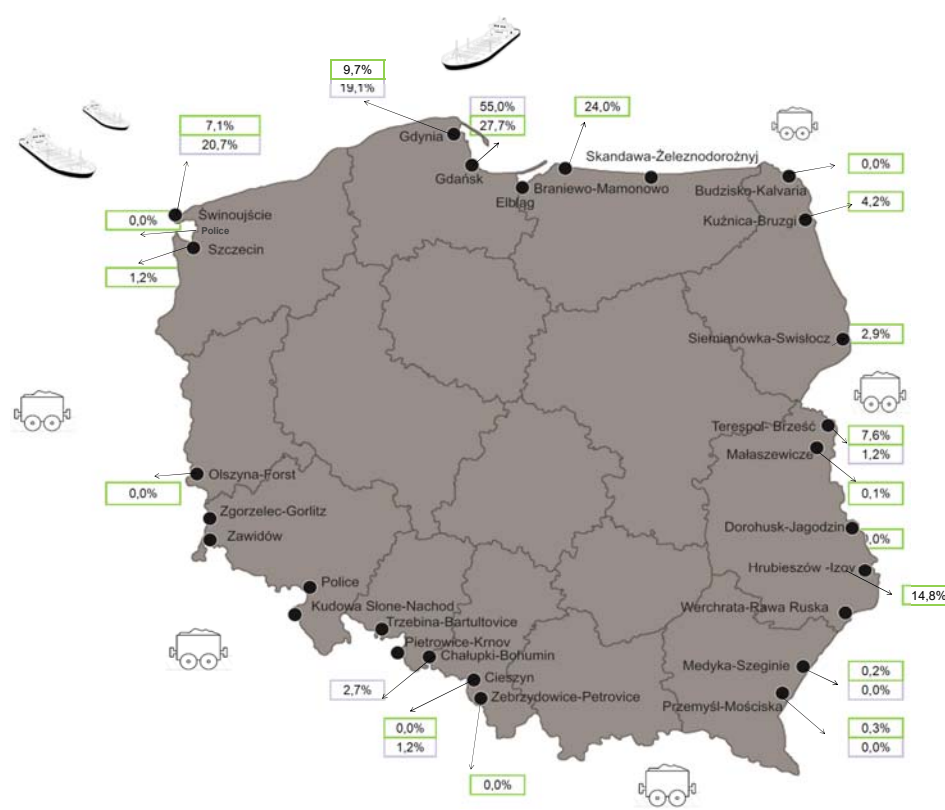 9,7%
19,1%
55,0%
27,7%
24,0%
7,1%
20,7%
Gdynia
Gdańsk
Elbląg
Braniewo-Mamonowo
Skandawa-Żeleznodorożnyj
Budzisko-Kalvaria
0,0%
Kuźnica-Bruzgi
4,2%
Świnoujście
0,0%
Police
Szczecin
1,2%
Siemianówka-Swisłocz
2,9%
Terespol- Brześć
7,6%
1,2%
Małaszewicze
0,1%
Olszyna-Forst
0,0%
Zgorzelec-Gorlitz
Zawidów
Dorohusk-Jagodzin
0,0%
Hrubieszów -Izov
14,8%
Police
Kudowa Słone-Nachod
Trzebina-Bartultovice
Pietrowice-Krnov
Chałupki-Bohumin
2,7%
Cieszyn
0,0%
1,2%
Zebrzydowice-Petrovice
0,0%
Werchrata-Rawa Ruska
Medyka-Szeginie
0,2%
0,0%
Przemyśl-Mościska
0,3%
0,0%